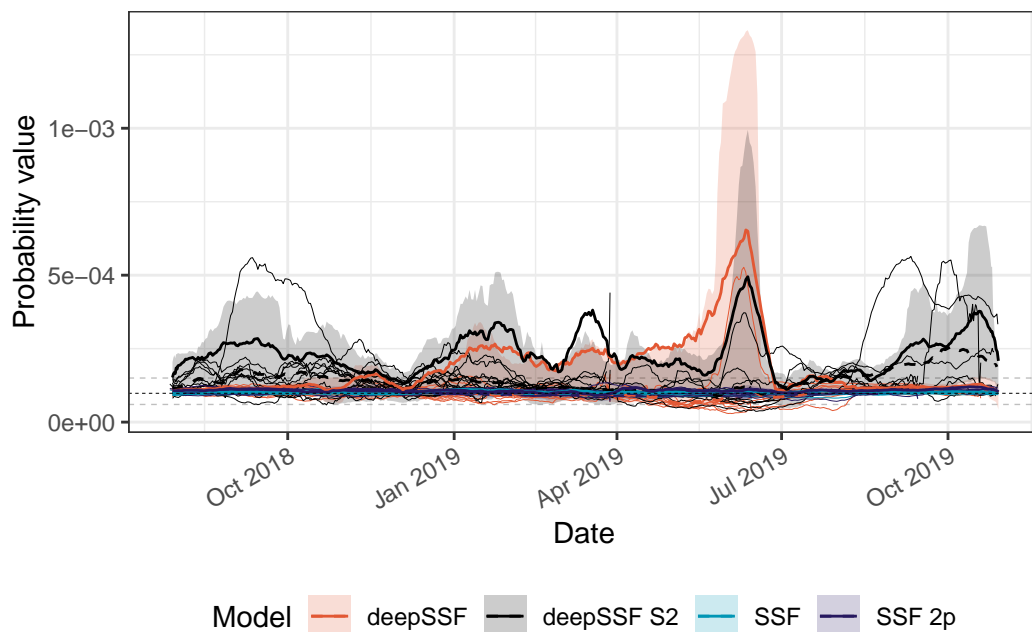 1e−03
5e−04
0e+00
Probability value
Oct 2018
Jan 2019
Apr 2019
Jul 2019
Oct 2019
Date
Model deepSSF deepSSF S2 SSF SSF 2p